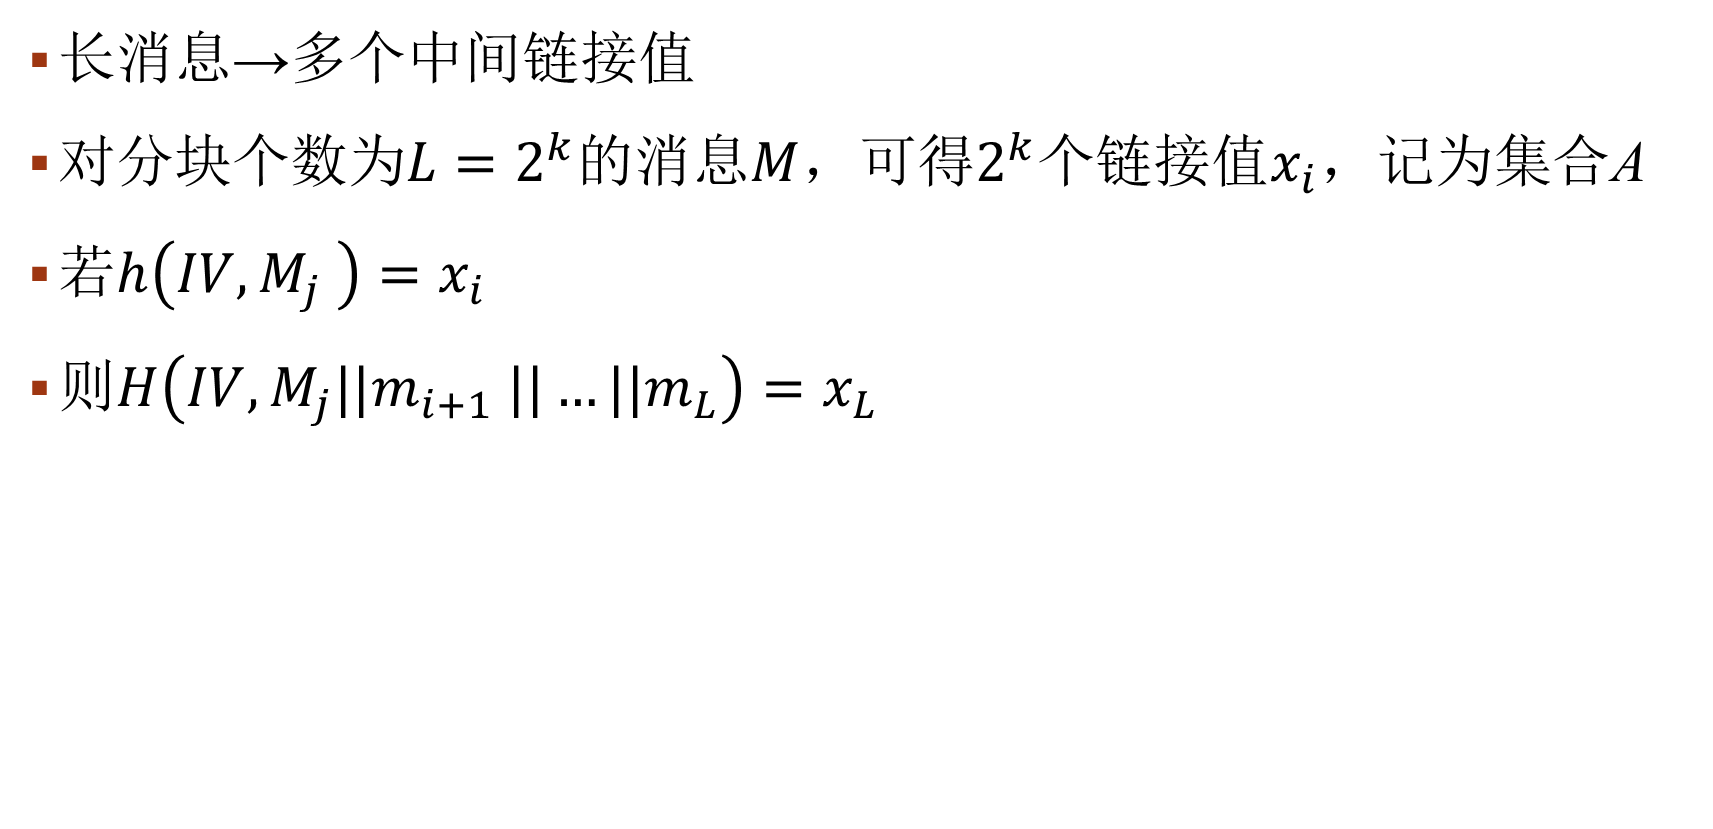 ▪长消息→多个中间链接值
▪对分块个数为L = 2^k的消息M，可得2^k个链接值x_i，记为集合A
▪若h(IV, M_j ) = x_i
▪则H(IV, M_j||m_{i+1} || … ||m_L) = x_L